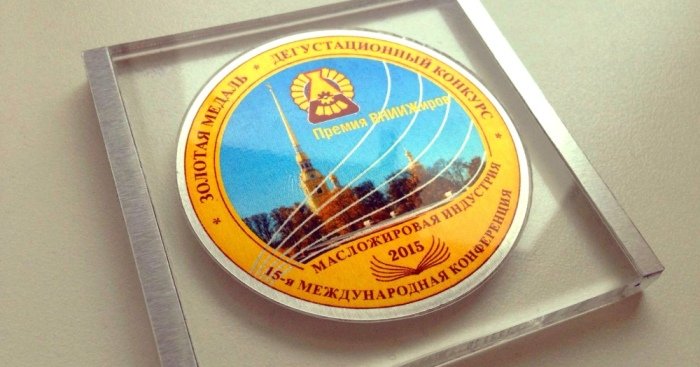 ЗОЛОТАЯ МЕДАЛЬ * ДЕГУСТАЦИОННЫЙ КОНКУРС *
Премия ВНИИЖиров
МАСЛОЖИРОВАЯ ИНДУСТРИЯ
2015
15-я МЕЖДУНАРОДНАЯ КОНФЕРЕНЦИЯ